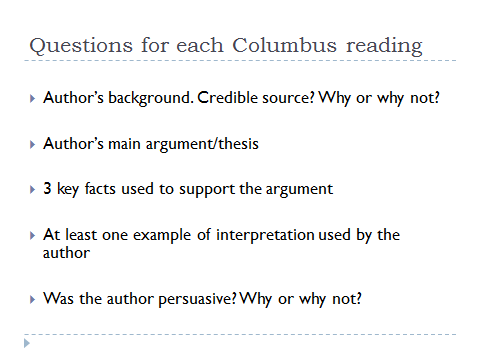 Questions for each Columbus reading
Author's background. Credible source? Why or why not?
Author's main argument/thesis
3 key facts used to support the argument
At least one example of interpretation used by the
author
Was the author persuasive? Why or why not?